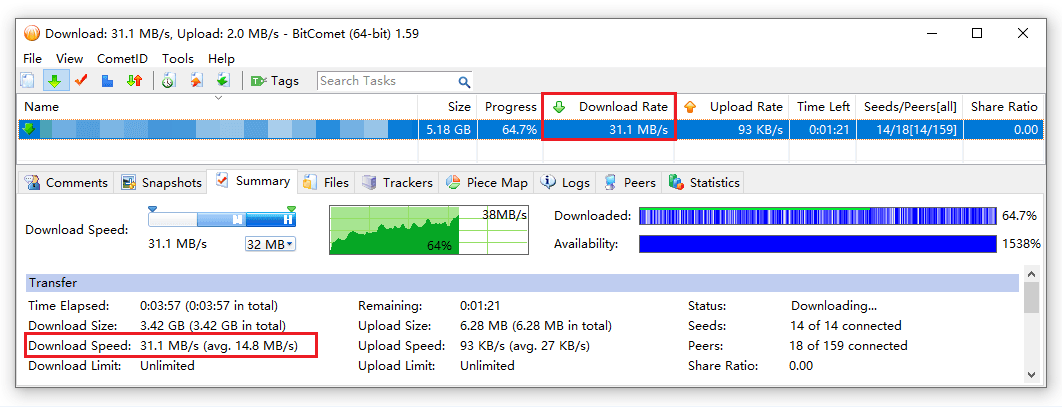 Download: 31.1 MB/s, Upload: 2.0 MB/s - BitComet (64-bit) 1.59
File View CometID Tools Help
Tags Search Tasks
Name Size Progress Download Rate Upload Rate Time Left Seeds/Peers[all] Share Ratio
5.18 GB 64.7% 31.1 MB/s 93 KB/s 0:01:21 14/18[14/159] 0.00
Comments Snapshots Summary Files Trackers Piece Map Logs Peers Statistics
Download Speed: N H 38MB/s Downloaded: 64.7%
31.1 MB/s 32 MB 64% Availability: 1538%
Transfer
Time Elapsed: 0:03:57 (0:03:57 in total) Remaining: 0:01:21 Status: Downloading...
Download Size: 3.42 GB (3.42 GB in total) Upload Size: 6.28 MB (6.28 MB in total) Seeds: 14 of 14 connected
Download Speed: 31.1 MB/s (avg. 14.8 MB/s) Upload Speed: 93 KB/s (avg. 27 KB/s) Peers: 18 of 159 connected
Download Limit: Unlimited Upload Limit: Unlimited Share Ratio: 0.00